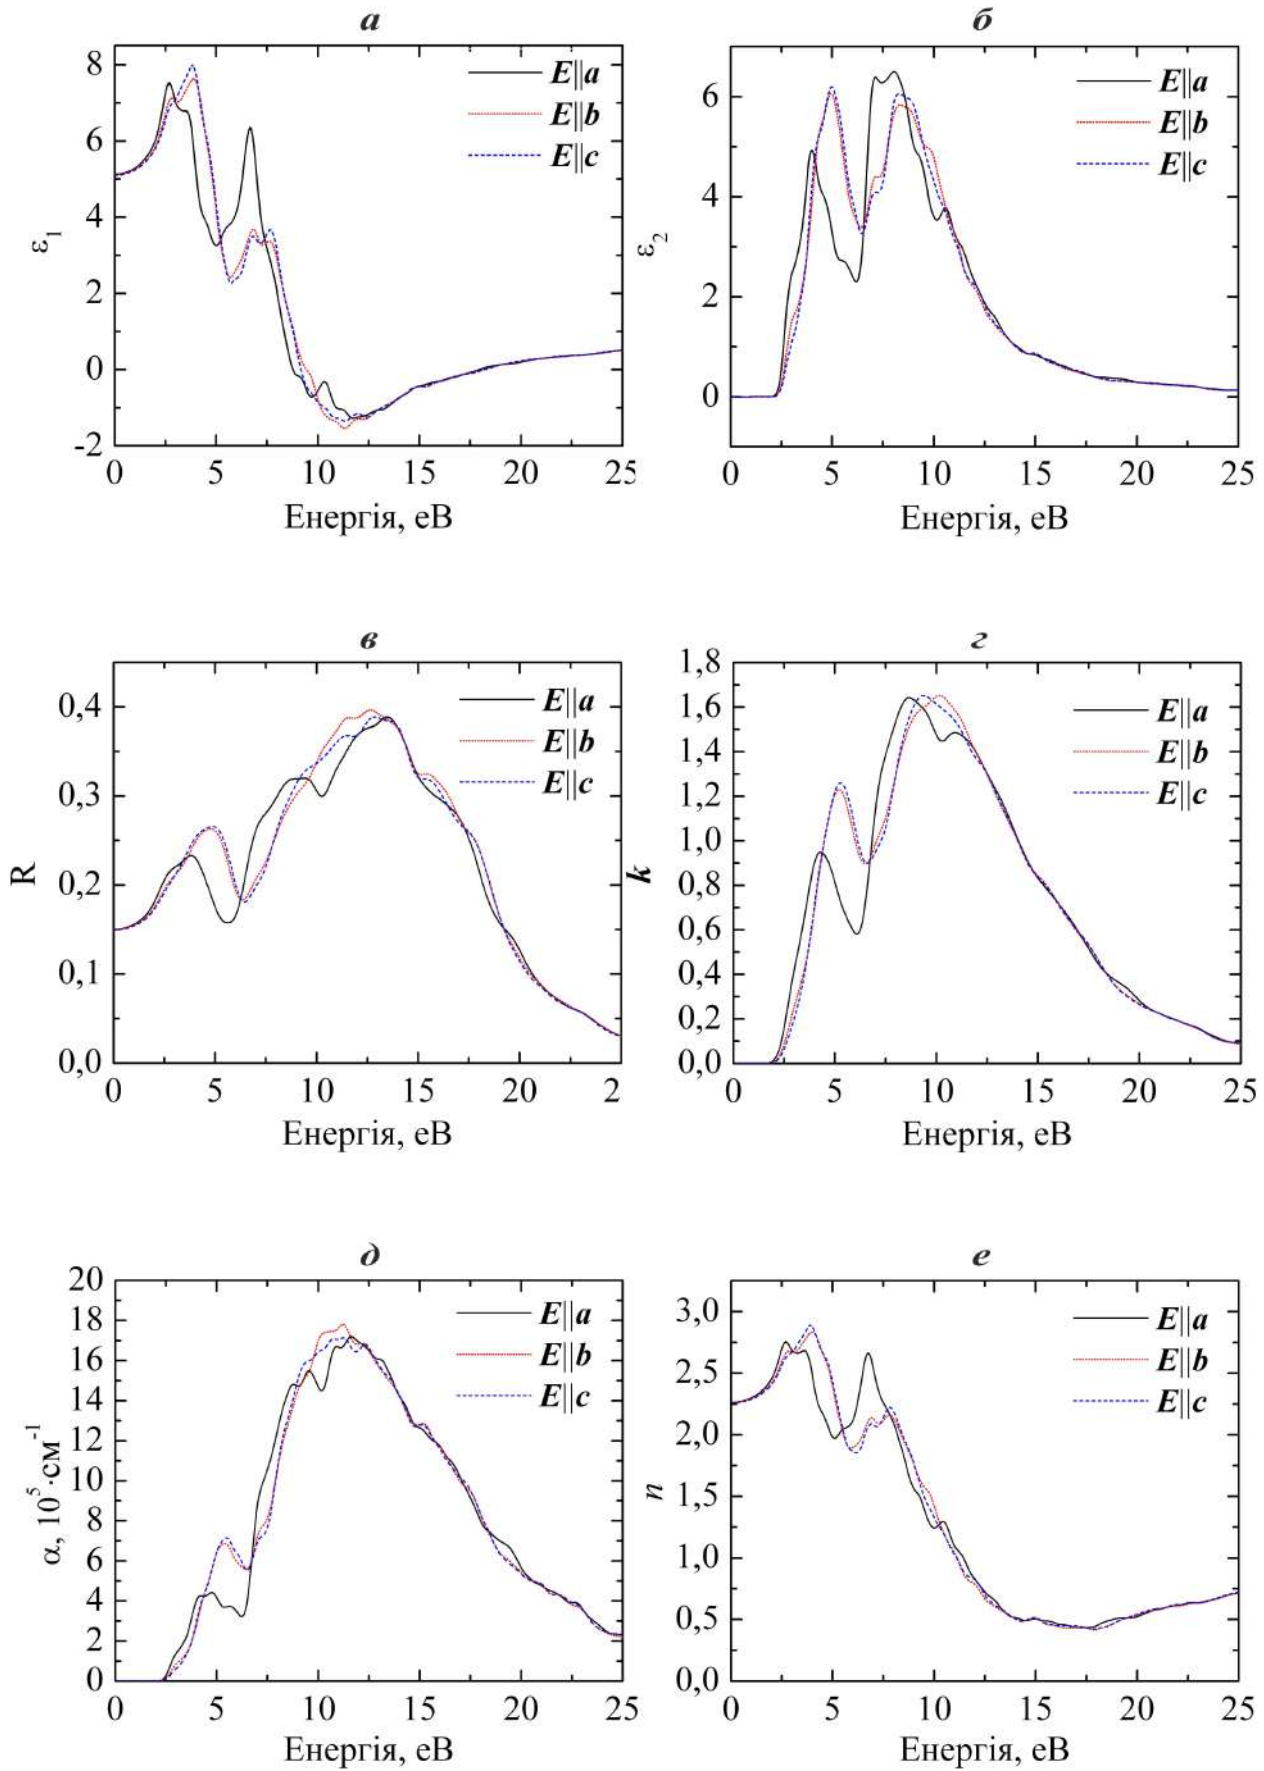 а
8
6
4
2
0
-2
ε₁
E||a
E||b
E||c
0 5 10 15 20 25
Енергія, еВ
б
6
4
2
0
ε₂
E||a
E||b
E||c
0 5 10 15 20 25
Енергія, еВ
в
0,4
0,3
0,2
0,1
0,0
R
E||a
E||b
E||c
0 5 10 15 20 2
Енергія, еВ
г
1,8
1,6
1,4
1,2
1,0
0,8
0,6
0,4
0,2
0,0
k
E||a
E||b
E||c
0 5 10 15 20 25
Енергія, еВ
д
20
18
16
14
12
10
8
6
4
2
0
α, 10⁵·см⁻¹
E||a
E||b
E||c
0 5 10 15 20 25
Енергія, еВ
е
3,0
2,5
2,0
1,5
1,0
0,5
0,0
n
E||a
E||b
E||c
0 5 10 15 20 25
Енергія, еВ